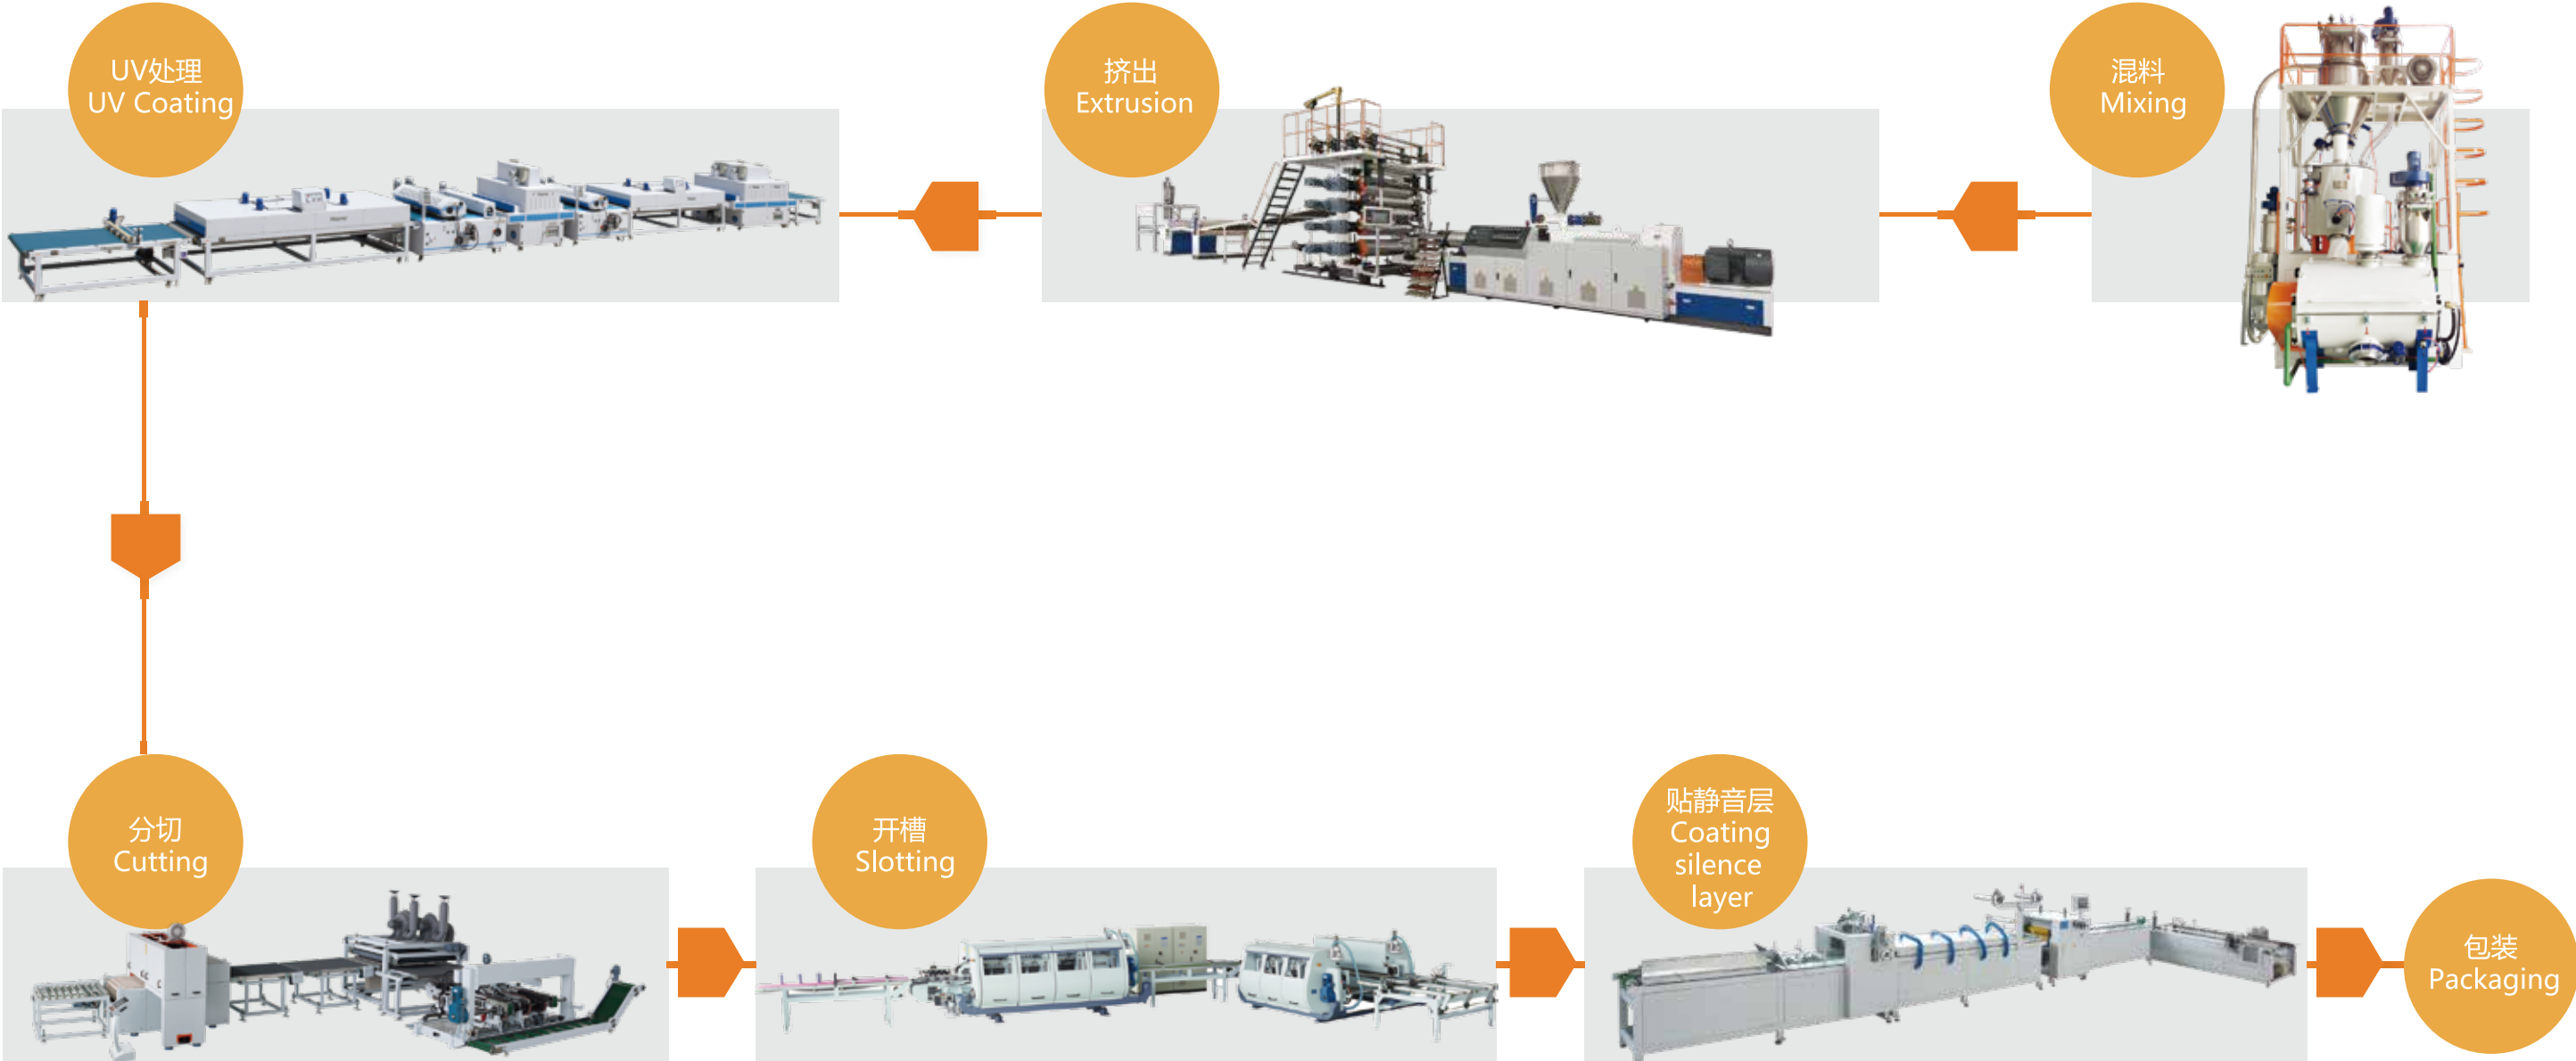 UV处理
UV Coating
挤出
Extrusion
混料
Mixing
分切
Cutting
开槽
Slotting
贴静音层
Coating
silence
layer
包装
Packaging